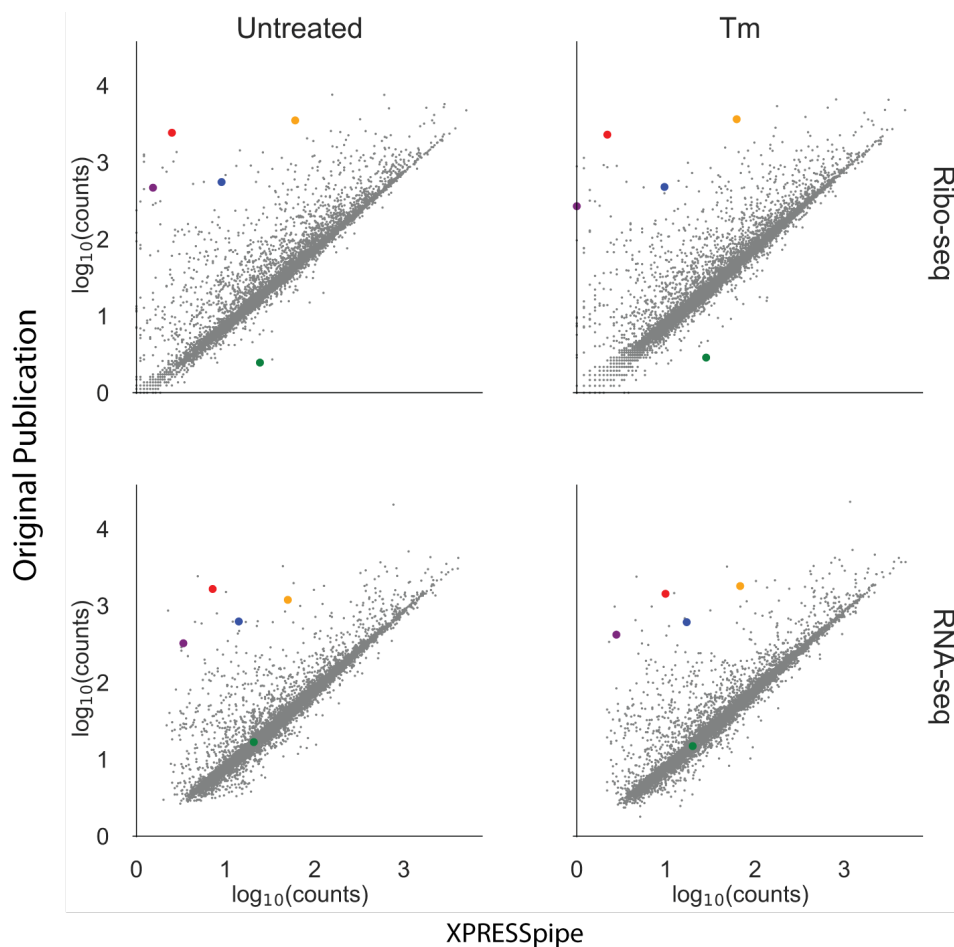 Untreated
Tm
4
3
2
1
0
log10(counts)
Ribo-seq
Original Publication
4
3
2
1
0
log10(counts)
RNA-seq
0 1 2 3
0 1 2 3
log10(counts)
log10(counts)
XPRESSpipe